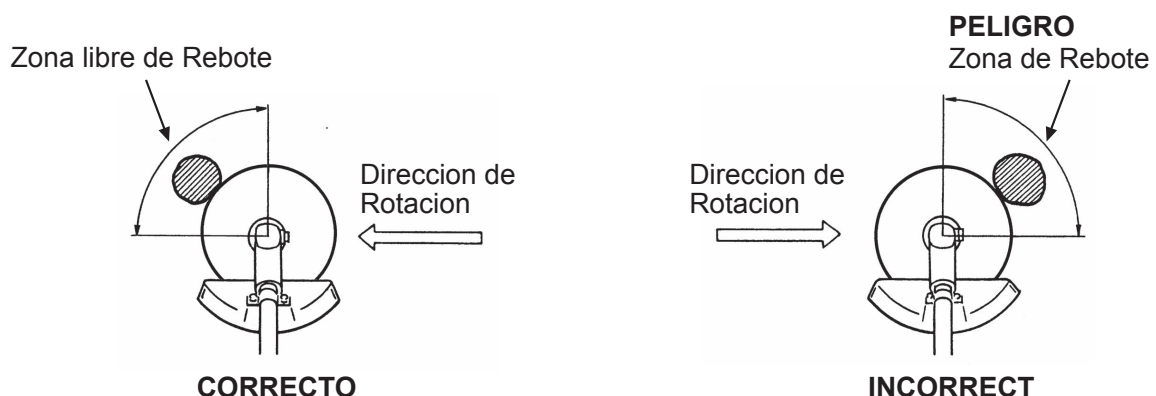 Zona libre de Rebote
PELIGRO
Zona de Rebote
Direccion de
Rotacion
Direccion de
Rotacion
CORRECTO
INCORRECT